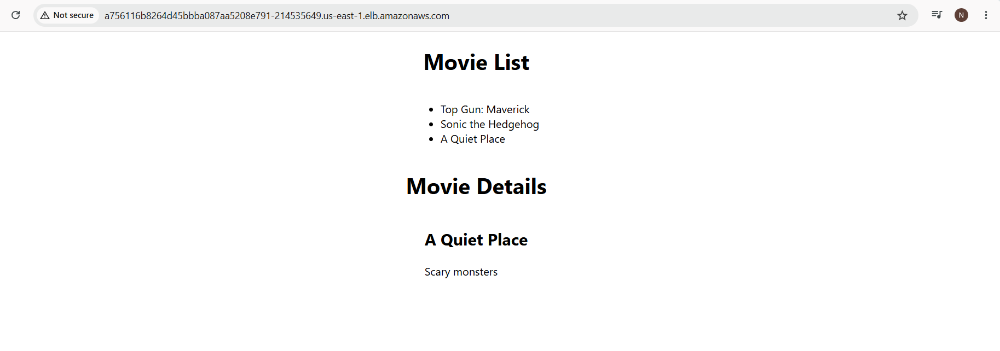 Not secure
a756116b8264d45bbba087aa5208e791-214535649.us-east-1.elb.amazonaws.com
N
Movie List
Top Gun: Maverick
Sonic the Hedgehog
A Quiet Place
Movie Details
A Quiet Place
Scary monsters